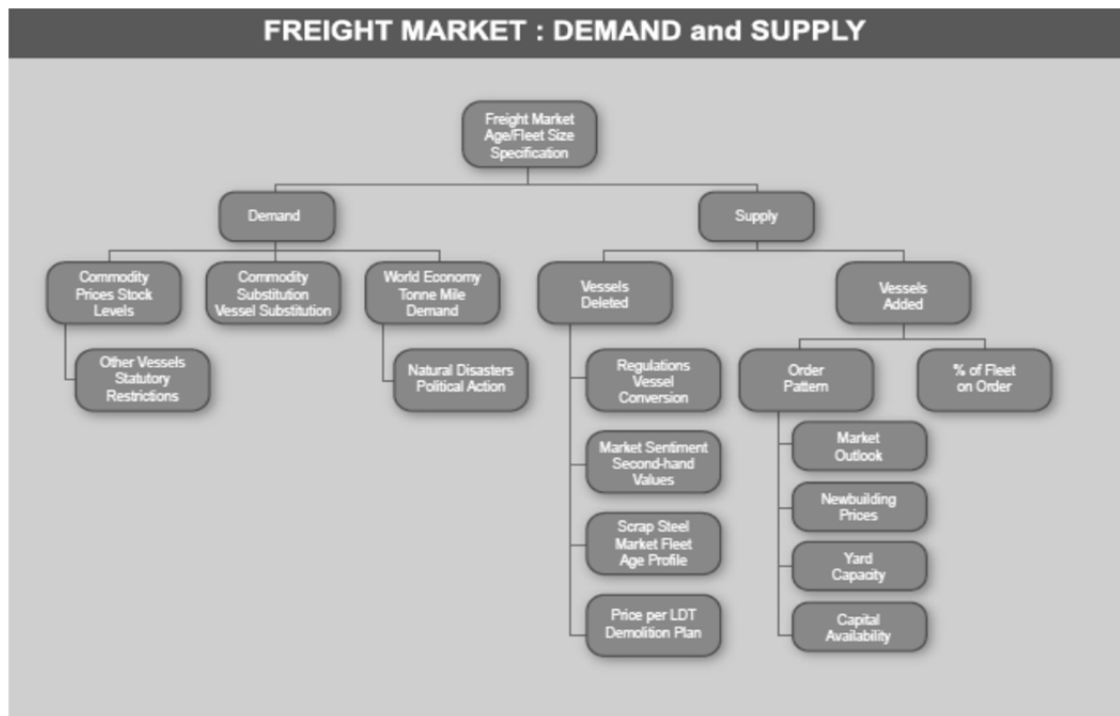 FREIGHT MARKET : DEMAND and SUPPLY
Freight Market
Age/Fleet Size
Specification
Demand
Supply
Commodity
Prices Stock
Levels
Commodity
Substitution
Vessel Substitution
World Economy
Tonne Mile
Demand
Vessels
Deleted
Vessels
Added
Other Vessels
Statutory
Restrictions
Natural Disasters
Political Action
Regulations
Vessel
Conversion
Order
Pattern
% of Fleet
on Order
Market Sentiment
Second-hand
Values
Scrap Steel
Market Fleet
Age Profile
Price per LDT
Demolition Plan
Market
Outlook
Newbuilding
Prices
Yard
Capacity
Capital
Availability